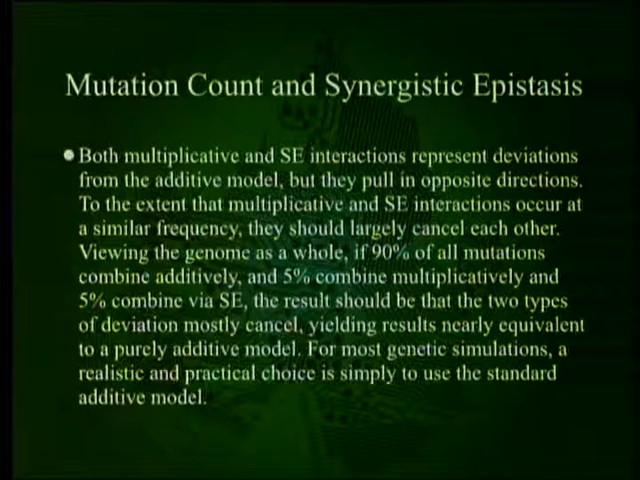 Mutation Count and Synergistic Epistasis
Both multiplicative and SE interactions represent deviations
from the additive model, but they pull in opposite directions.
To the extent that multiplicative and SE interactions occur at
a similar frequency, they should largely cancel each other.
Viewing the genome as a whole, if 90% of all mutations
combine additively, and 5% combine multiplicatively and
5% combine via SE, the result should be that the two types
of deviation mostly cancel, yielding results nearly equivalent
to a purely additive model. For most genetic simulations, a
realistic and practical choice is simply to use the standard
additive model.